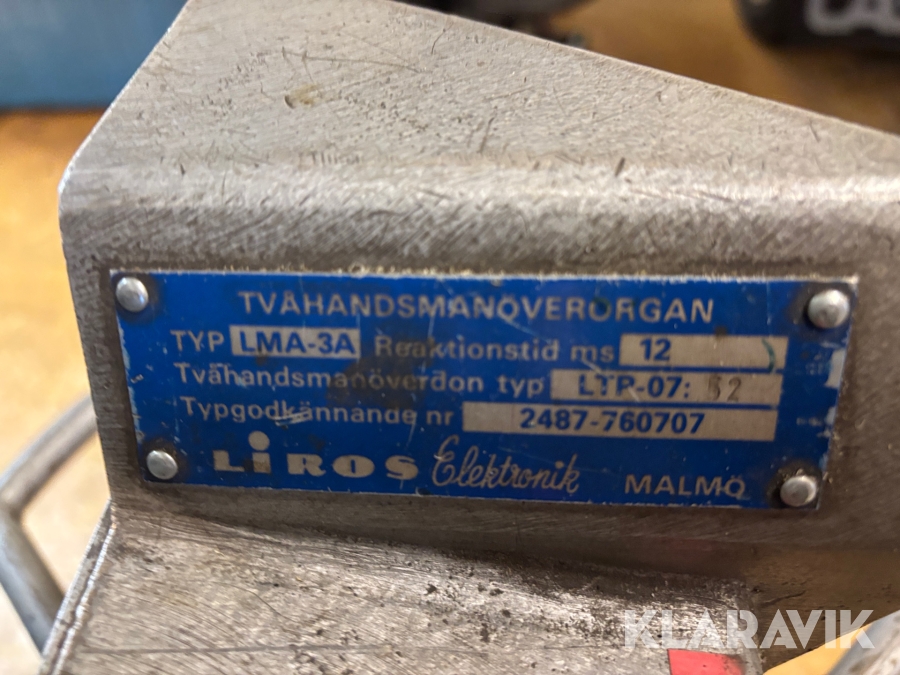 TVÅHANDSMANÖVERORGAN
TYP LMA-3A Reaktionstid ms 12
Tvåhandsmanöverdon typ LTP-07: 52
Typgodkännande nr 2487-760707
LiROS Elektronik MALMÖ
KLARAVIK